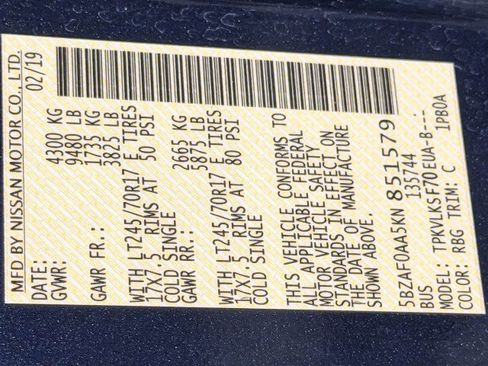 MFD BY NISSAN MOTOR CO., LTD.
DATE: 02/19
GVWR: 4300 KG
9480 LB
GAWR FR.: 1735 KG
3825 LB
WITH LT245/70R17 E TIRES
17X7.5 RIMS AT 50 PSI
COLD SINGLE
GAWR RR.: 2665 KG
5875 LB
WITH LT245/70R17 E TIRES
17X7.5 RIMS AT 80 PSI
COLD SINGLE
THIS VEHICLE CONFORMS TO
ALL APPLICABLE FEDERAL
MOTOR VEHICLE SAFETY
STANDARDS IN EFFECT ON
THE DATE OF MANUFACTURE
SHOWN ABOVE.
5BZAF0AA5KN 851579
BUS 135744
MODEL: TPKVLKSF70EUA-B--:
COLOR: RBG TRIM: C 1PB0A